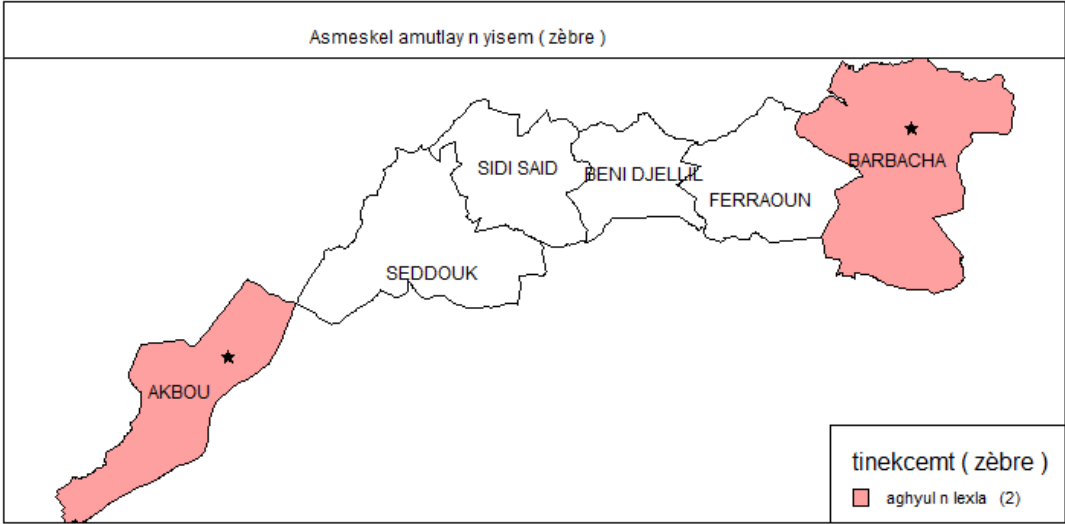 Asmeskel amutlay n yisem ( zèbre )
BARBACHA
SIDI SAID
BENI DJELLIL
FERRAOUN
SEDDOUK
AKBOU
tinekcemt ( zèbre )
aghyul n lexla (2)